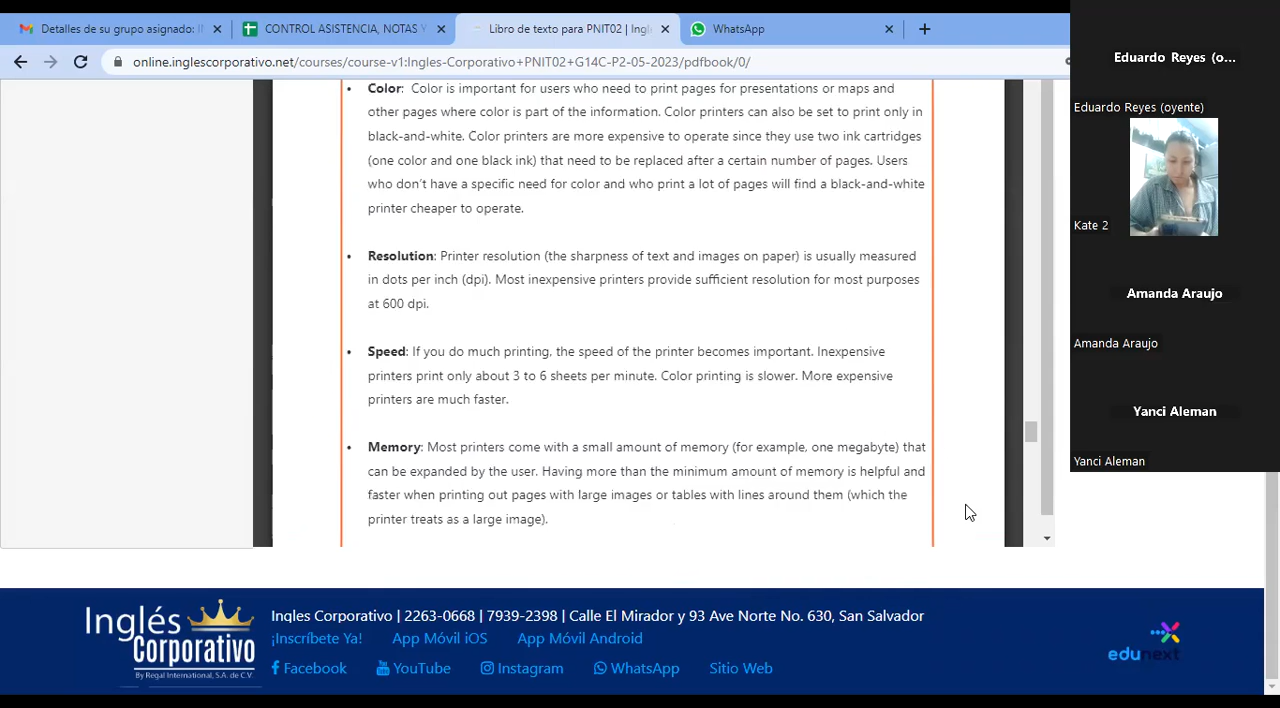 Detalles de su grupo asignado: I
CONTROL ASISTENCIA, NOTAS Y
Libro de texto para PNIT02 | Ingl
WhatsApp
online.inglescorporativo.net/courses/course-v1:Ingles-Corporativo+PNIT02+G14C-P2-05-2023/pdfbook/0/
• Color: Color is important for users who need to print pages for presentations or maps and
other pages where color is part of the information. Color printers can also be set to print only in
black-and-white. Color printers are more expensive to operate since they use two ink cartridges
(one color and one black ink) that need to be replaced after a certain number of pages. Users
who don't have a specific need for color and who print a lot of pages will find a black-and-white
printer cheaper to operate.
• Resolution: Printer resolution (the sharpness of text and images on paper) is usually measured
in dots per inch (dpi). Most inexpensive printers provide sufficient resolution for most purposes
at 600 dpi.
• Speed: If you do much printing, the speed of the printer becomes important. Inexpensive
printers print only about 3 to 6 sheets per minute. Color printing is slower. More expensive
printers are much faster.
• Memory: Most printers come with a small amount of memory (for example, one megabyte) that
can be expanded by the user. Having more than the minimum amount of memory is helpful and
faster when printing out pages with large images or tables with lines around them (which the
printer treats as a large image).
Eduardo Reyes (o...
Eduardo Reyes (oyente)
Kate 2
Amanda Araujo
Amanda Araujo
Yanci Aleman
Yanci Aleman
Inglés
Corporativo
By Regal International, S.A. de C.V.
Ingles Corporativo | 2263-0668 | 7939-2398 | Calle El Mirador y 93 Ave Norte No. 630, San Salvador
¡Inscríbete Ya! App Móvil iOS App Móvil Android
Facebook YouTube Instagram WhatsApp Sitio Web
edunext